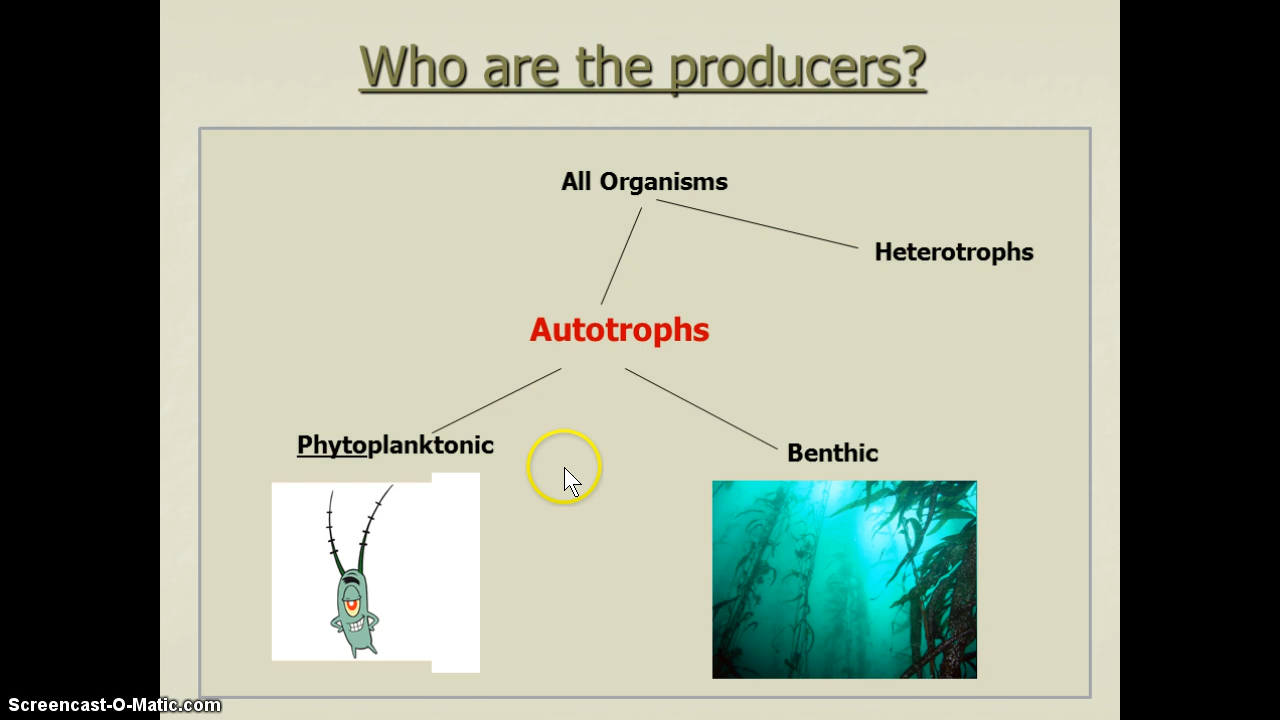 Who are the producers?
All Organisms
Heterotrophs
Autotrophs
Phytoplanktonic
Benthic
Screencast-O-Matic.com